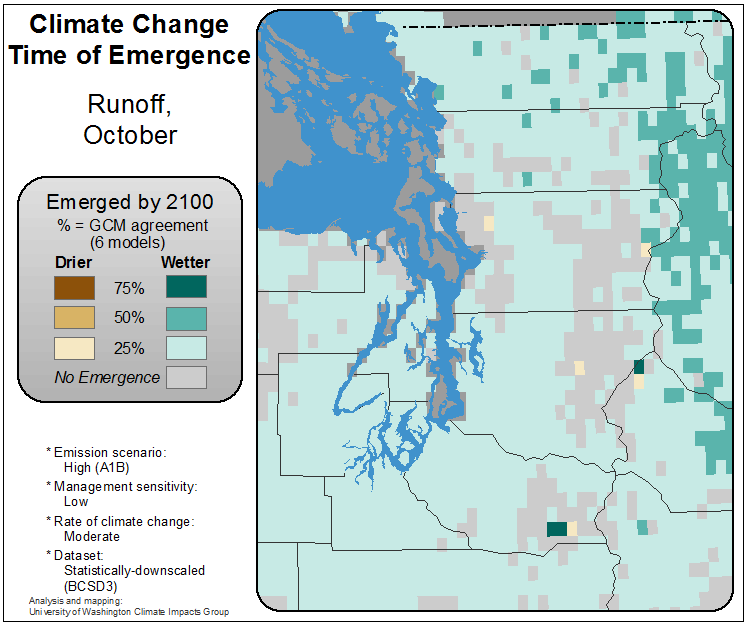 Climate Change
Time of Emergence
Runoff,
October
Emerged by 2100
% = GCM agreement
(6 models)
Drier Wetter
75%
50%
25%
No Emergence
* Emission scenario:
High (A1B)
* Management sensitivity:
Low
* Rate of climate change:
Moderate
* Dataset:
Statistically-downscaled
(BCSD3)
Analysis and mapping:
University of Washington Climate Impacts Group